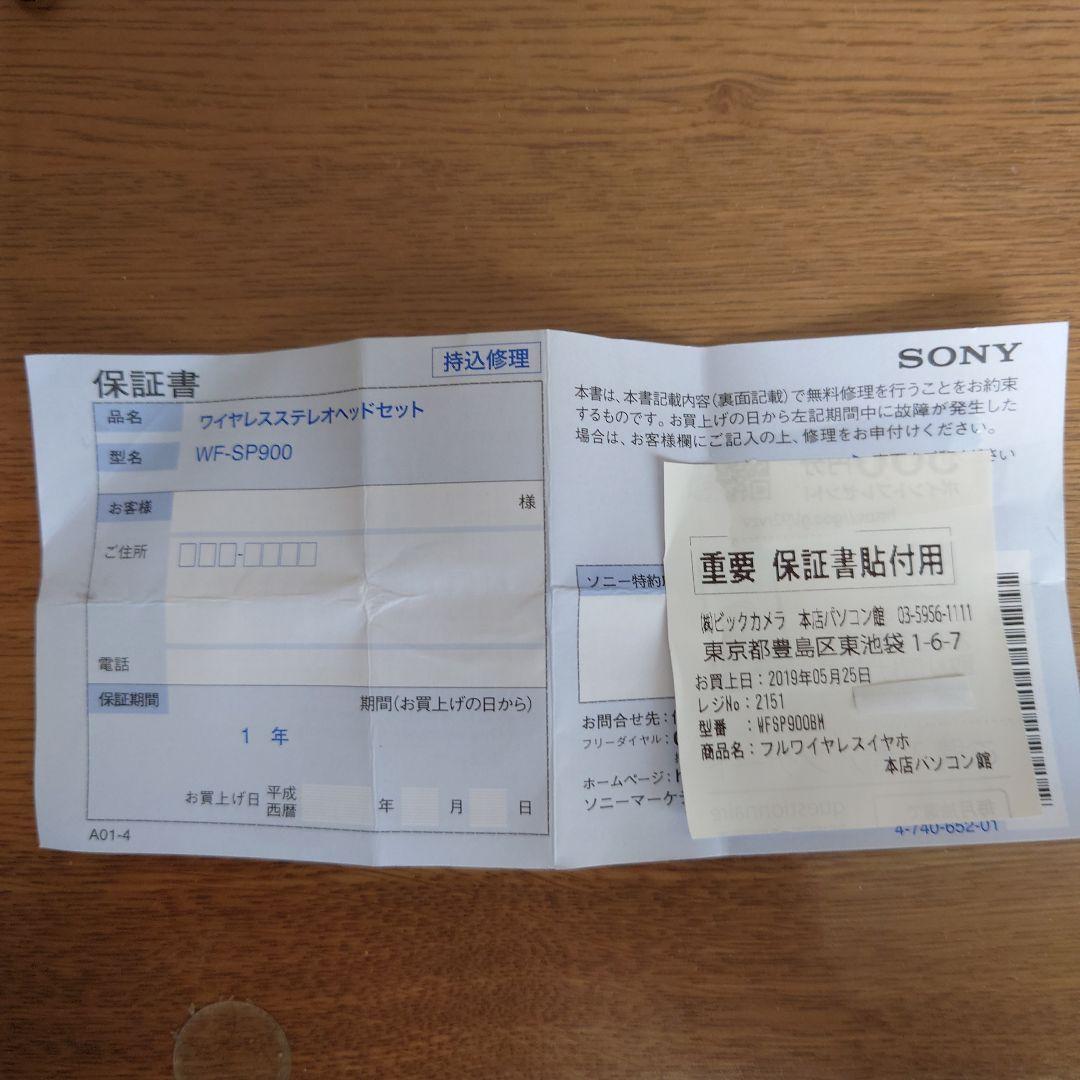 保証書
持込修理
品名 ワイヤレスステレオヘッドセット
型名 WF-SP900
お客様 様
ご住所
電話
保証期間 期間(お買上げの日から)
1 年
お買上げ日 平成 西暦 年 月 日
A01-4
SONY
本書は、本書記載内容(裏面記載)で無料修理を行うことをお約束
するものです。お買上げの日から左記期間中に故障が発生した
場合は、お客様欄にご記入の上、修理をお申付けください。
さい
ソニー特約
お問合せ先:
フリーダイヤル:
ホームページ:
ソニーマーケ
4-740-652-01
重要 保証書貼付用
㈱ビックカメラ 本店パソコン館 03-5956-1111
東京都豊島区東池袋1-6-7
お買上日:2019年05月25日
レジNo:2151
型番 :WFSP900BM
商品名:フルワイヤレスイヤホ
本店パソコン館